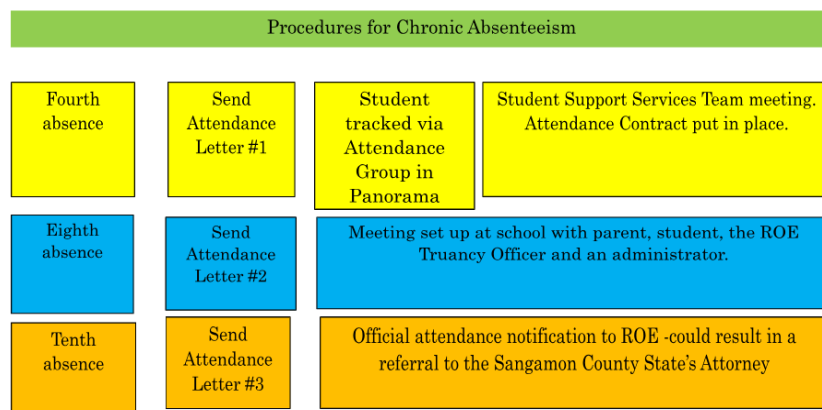 Procedures for Chronic Absenteeism
Fourth
absence
Send
Attendance
Letter #1
Student
tracked via
Attendance
Group in
Panorama
Student Support Services Team meeting.
Attendance Contract put in place.
Eighth
absence
Send
Attendance
Letter #2
Meeting set up at school with parent, student, the ROE
Truancy Officer and an administrator.
Tenth
absence
Send
Attendance
Letter #3
Official attendance notification to ROE -could result in a
referral to the Sangamon County State's Attorney